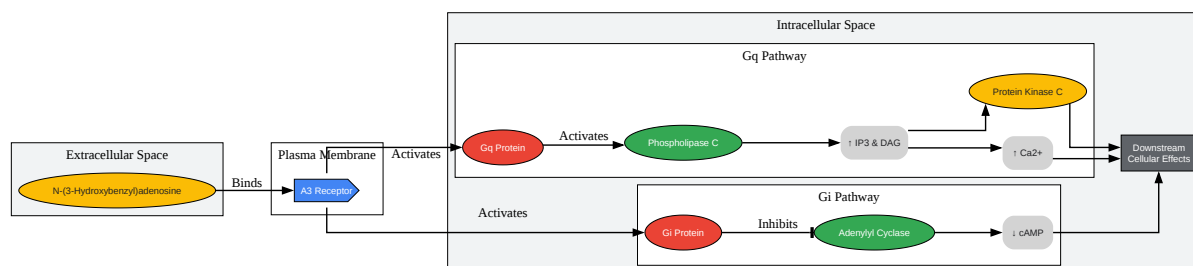 Intracellular Space
Gq Pathway
Protein Kinase C
Activates
Gq Protein
Phospholipase C
↑ IP3 & DAG
↑ Ca2+
Downstream
Cellular Effects
Extracellular Space
Plasma Membrane
Activates
N-(3-Hydroxybenzyl)adenosine
Binds
A3 Receptor
Gi Pathway
Activates
Gi Protein
Inhibits
Adenylyl Cyclase
↓ cAMP